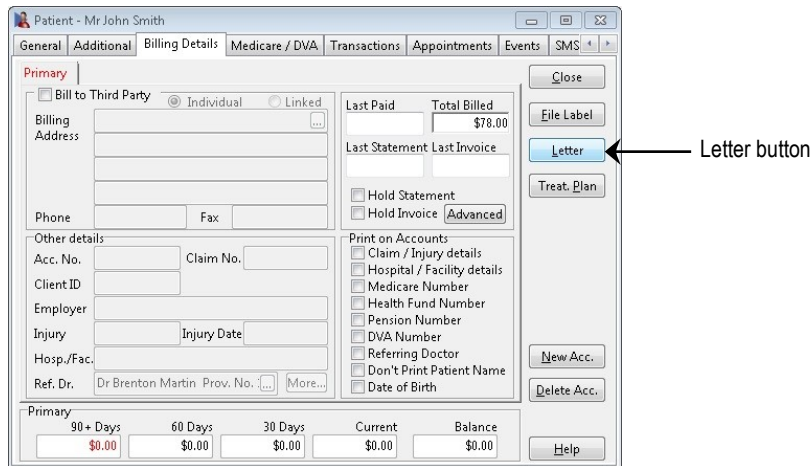 Patient - Mr John Smith
General Additional Billing Details Medicare / DVA Transactions Appointments Events SMS
Primary
Close
Bill to Third Party Individual Linked
Last Paid Total Billed
Billing Address ...
$78.00
File Label
Last Statement Last Invoice
Letter
Letter button
Treat. Plan
Hold Statement
Hold Invoice Advanced
Phone Fax
Other details
Acc. No. Claim No.
Client ID
Employer
Injury Injury Date
Hosp./Fac.
Ref. Dr. Dr Brenton Martin Prov. No. : ... More...
Print on Accounts
Claim / Injury details
Hospital / Facility details
Medicare Number
Health Fund Number
Pension Number
DVA Number
Referring Doctor
Don't Print Patient Name
Date of Birth
New Acc.
Delete Acc.
Primary
90+ Days 60 Days 30 Days Current Balance
$0.00 $0.00 $0.00 $0.00 $0.00
Help